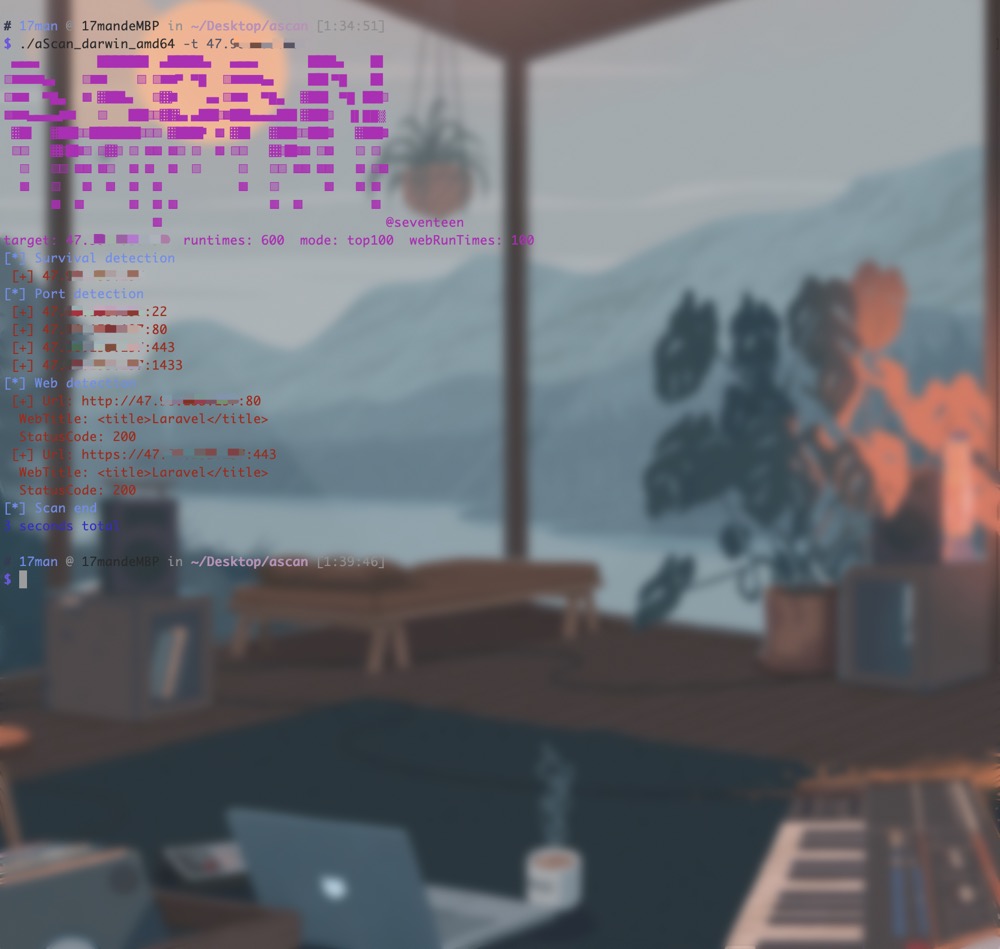 # 17man @ 17mandeMBP in ~/Desktop/ascan [1:34:51]
$ ./aScan_darwin_amd64 -t 47.
@seventeen
target: 47. runtimes: 600 mode: top100 webRunTimes: 100
[*] Survival detection
[+] 47.
[*] Port detection
[+] 47. :22
[+] 47. :80
[+] 47. :443
[+] 47. :1433
[*] Web detection
[+] Url: http://47. :80
WebTitle: <title>Laravel</title>
StatusCode: 200
[+] Url: https://47. :443
WebTitle: <title>Laravel</title>
StatusCode: 200
[*] Scan end
seconds total
# 17man @ 17mandeMBP in ~/Desktop/ascan [1:39:46]
$